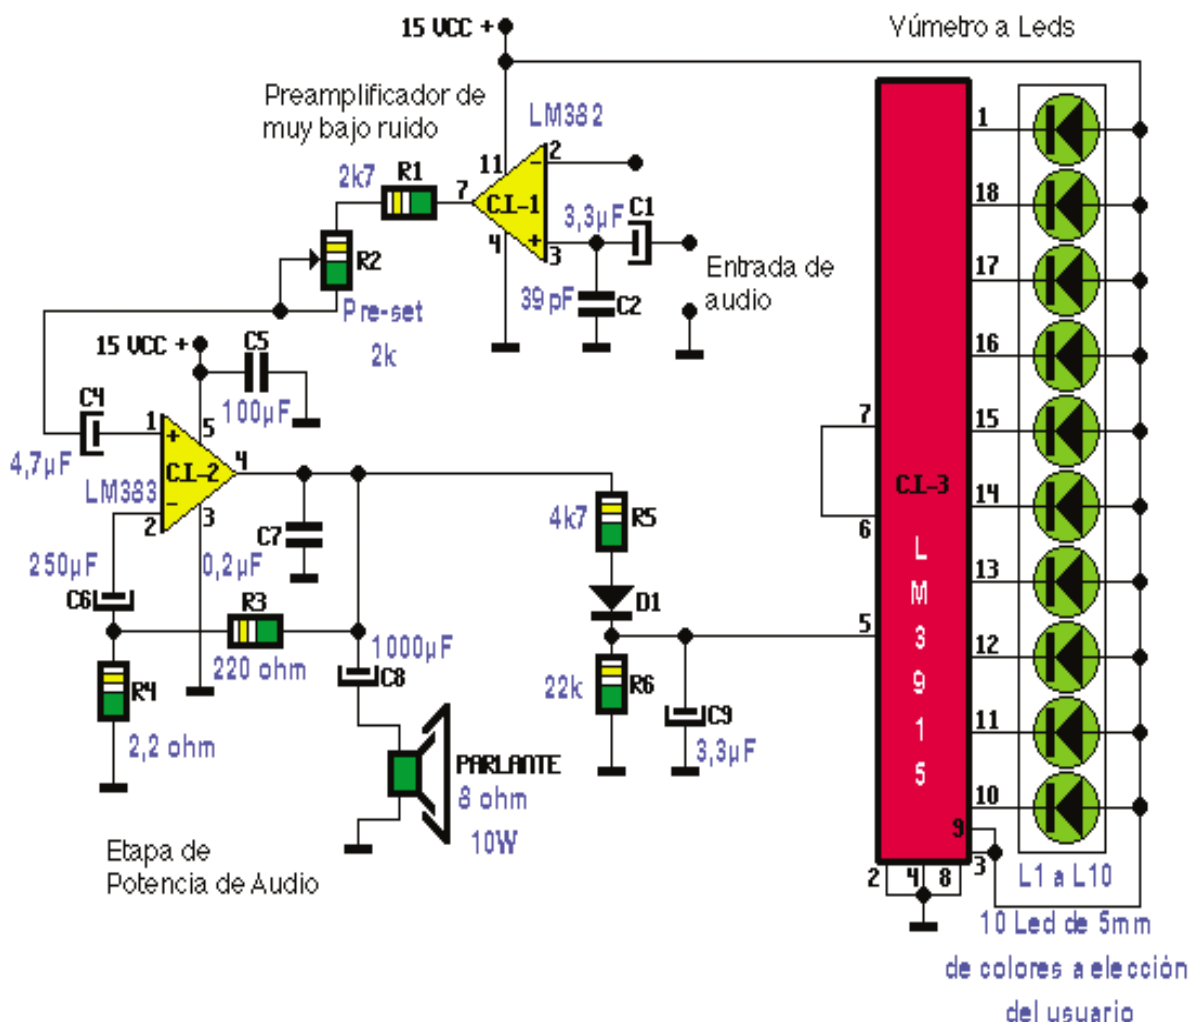 15 VCC +
Vúmetro a Leds
Preamplificador de
muy bajo ruido
LM382
1
11
2
2k7
R1
7
C.I.-1
18
3,3µF
C1
4
3
R2
Entrada de
audio
17
39 pF
C2
Pre-set
2k
16
15 VCC +
C5
100µF
C4
1
5
4,7µF
C.I.-2
4
LM383
2
3
7
15
C.I.-3
6
14
4k7
R5
C7
0,2µF
250µF
C6
R3
220 ohm
D1
LM3915
13
5
12
1000µF
C8
R4
2,2 ohm
22k
R6
C9
3,3µF
11
PARLANTE
8 ohm
10W
10
9
Etapa de
Potencia de Audio
2
4
8
3
L1 a L10
10 Led de 5mm
de colores a elección
del usuario